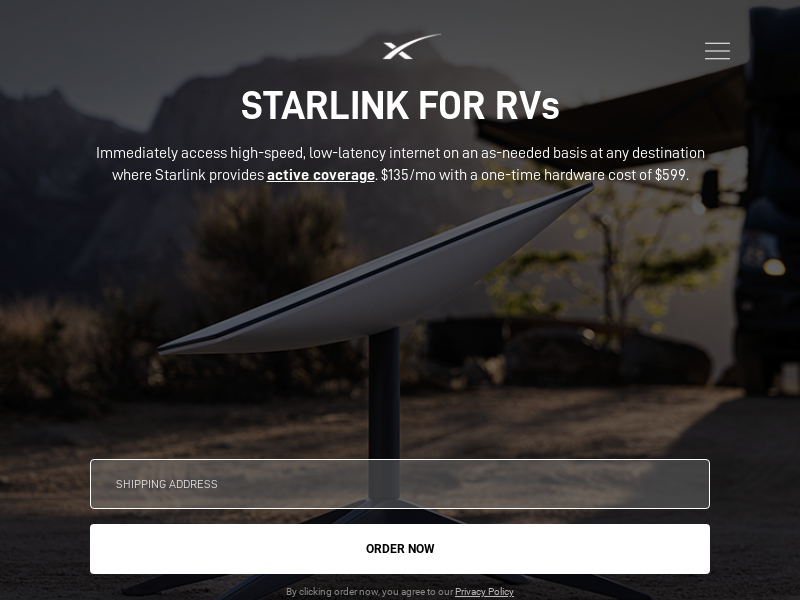 STARLINK FOR RVs
Immediately access high-speed, low-latency internet on an as-needed basis at any destination
where Starlink provides active coverage. $135/mo with a one-time hardware cost of $599.
SHIPPING ADDRESS
ORDER NOW
By clicking order now, you agree to our Privacy Policy